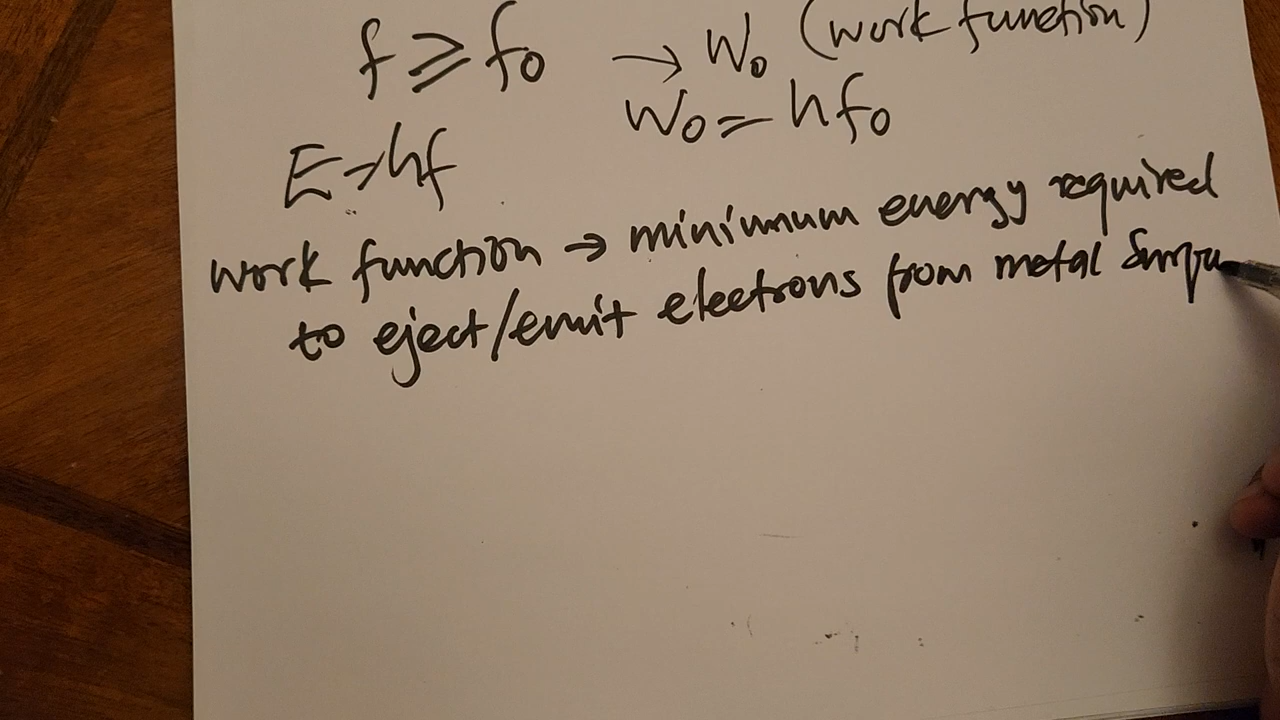 f ≥ f₀ → W₀ (work function)
W₀ = hf₀
E → hf
work function → minimum energy required
to eject/emit electrons from metal